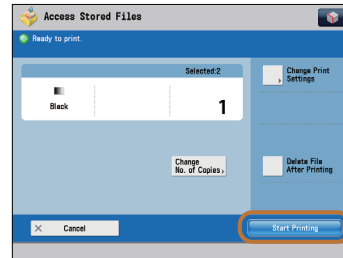 Access Stored Files
Ready to print.
Selected:2
Black
1
Change
No. of Copies
Change Print
Settings
Delete File
After Printing
Cancel
Start Printing